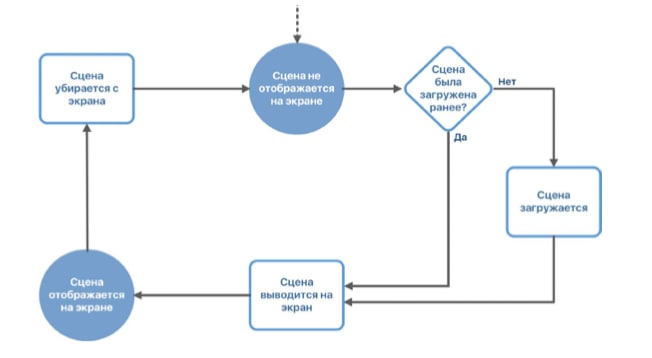 Сцена
убирается с
экрана
Сцена не
отображается
на экране
Сцена
была
загружена
ранее?
Нет
Да
Сцена
загружается
Сцена
выводится на
экран
Сцена
отображается
на экране